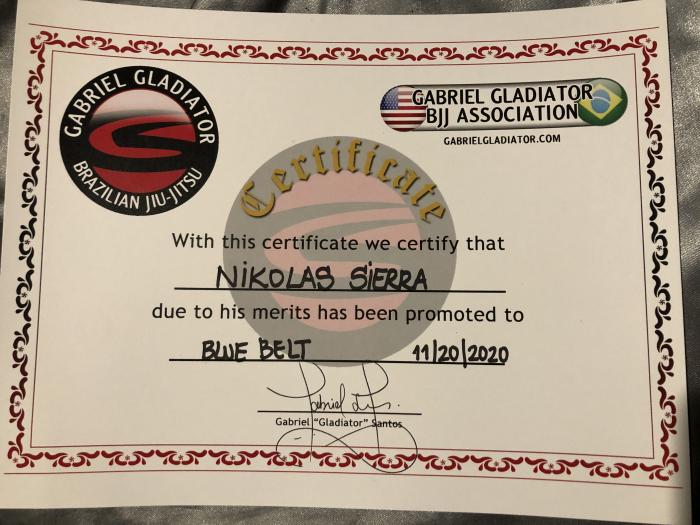 GABRIEL GLADIATOR
BRAZILIAN JIU-JITSU
GABRIEL GLADIATOR
BJJ ASSOCIATION
GABRIELGLADIATOR.COM
Certificate
With this certificate we certify that
NIKOLAS SIERRA
due to his merits has been promoted to
BLUE BELT 11/20/2020
Gabriel "Gladiator" Santos